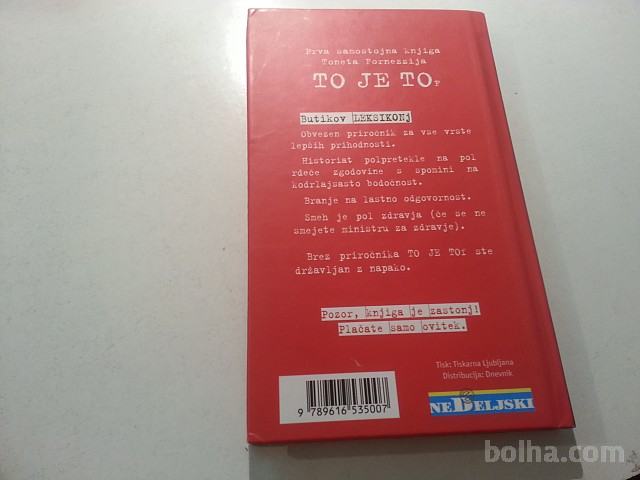 Prva samostojna knjiga
Toneta Fornezzija
TO JE TOF
Butikov LEKSIKONj
Obvezen priročnik za vse vrste
lepših prihodnosti.
Historiat polpretekle na pol
rdeče zgodovine s spomini na
kodrlajsasto bodočnost.
Branje na lastno odgovornost.
Smeh je pol zdravja (če se ne
smejete ministru za zdravje).
Brez priročnika TO JE TOf ste
državljan z napako.
Pozor, knjiga je zastonj!
Plačate samo ovitek.
Tisk: Tiskarna Ljubljana
Distribucija: Dnevnik
9 789616 535007
NEDELJSKI
bolha.com